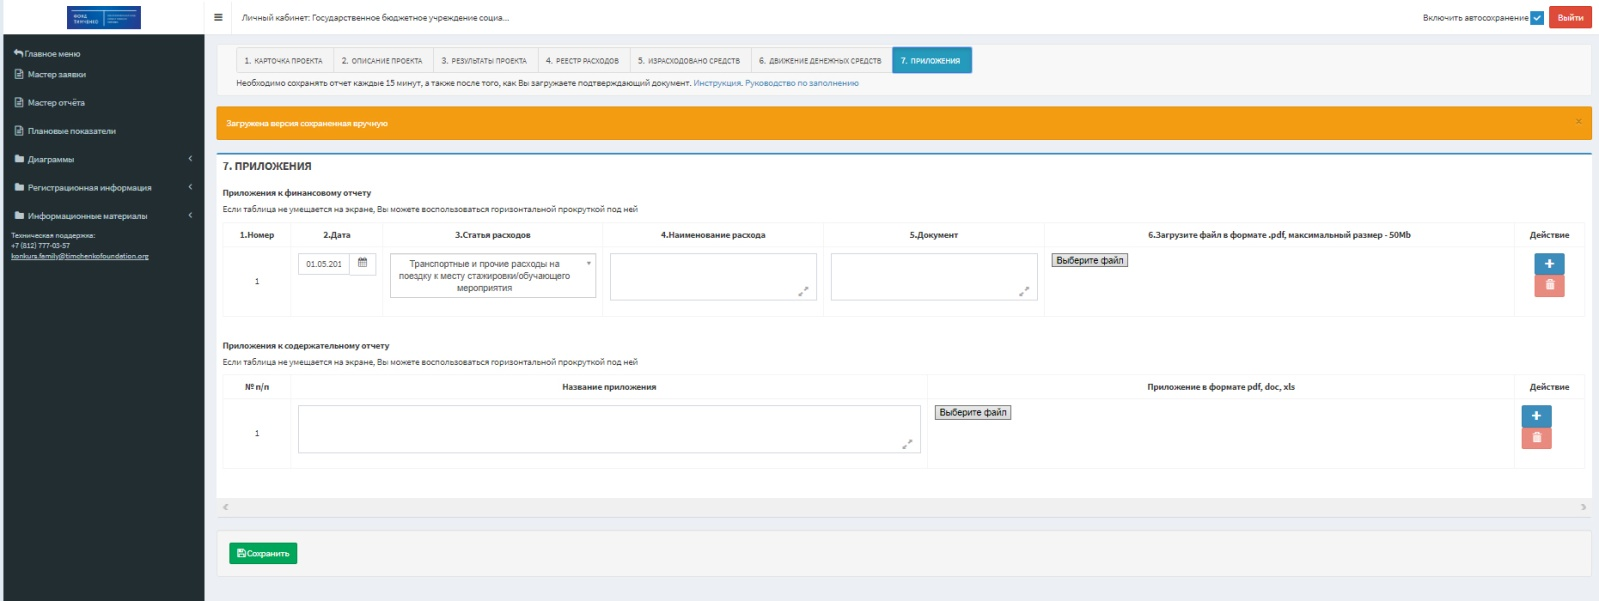 ФОНД
ТИМЧЕНКО
Личный кабинет: Государственное бюджетное учреждение социа...
Включить автосохранение
Выйти
Главное меню
Мастер заявки
Мастер отчёта
Плановые показатели
Диаграммы
Регистрационная информация
Информационные материалы
Техническая поддержка:
+7 (812) 777-03-57
konkurs.family@timchenkofoundation.org
1. КАРТОЧКА ПРОЕКТА
2. ОПИСАНИЕ ПРОЕКТА
3. РЕЗУЛЬТАТЫ ПРОЕКТА
4. РЕЕСТР РАСХОДОВ
5. ИЗРАСХОДОВАНО СРЕДСТВ
6. ДВИЖЕНИЕ ДЕНЕЖНЫХ СРЕДСТВ
7. ПРИЛОЖЕНИЯ
Необходимо сохранять отчет каждые 15 минут, а также после того, как Вы загружаете подтверждающий документ. Инструкция. Руководство по заполнению
Загружена версия сохраненная вручную
×
7. ПРИЛОЖЕНИЯ
Приложения к финансовому отчету
Если таблица не умещается на экране, Вы можете воспользоваться горизонтальной прокруткой под ней
1.Номер
2.Дата
3.Статья расходов
4.Наименование расхода
5.Документ
6.Загрузите файл в формате .pdf, максимальный размер - 50Mb
Действие
1
01.05.201
Транспортные и прочие расходы на
поездку к месту стажировки/обучающего
мероприятия
Выберите файл
Приложения к содержательному отчету
Если таблица не умещается на экране, Вы можете воспользоваться горизонтальной прокруткой под ней
№ п/п
Название приложения
Приложение в формате pdf, doc, xls
Действие
1
Выберите файл
Сохранить